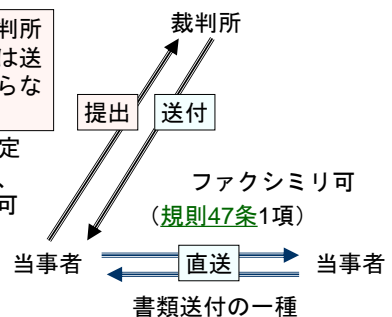 判所
は送
らな
定
、
可
裁判所
提出
送付
ファクシミリ可
(規則47条1項)
当事者
直送
当事者
書類送付の一種